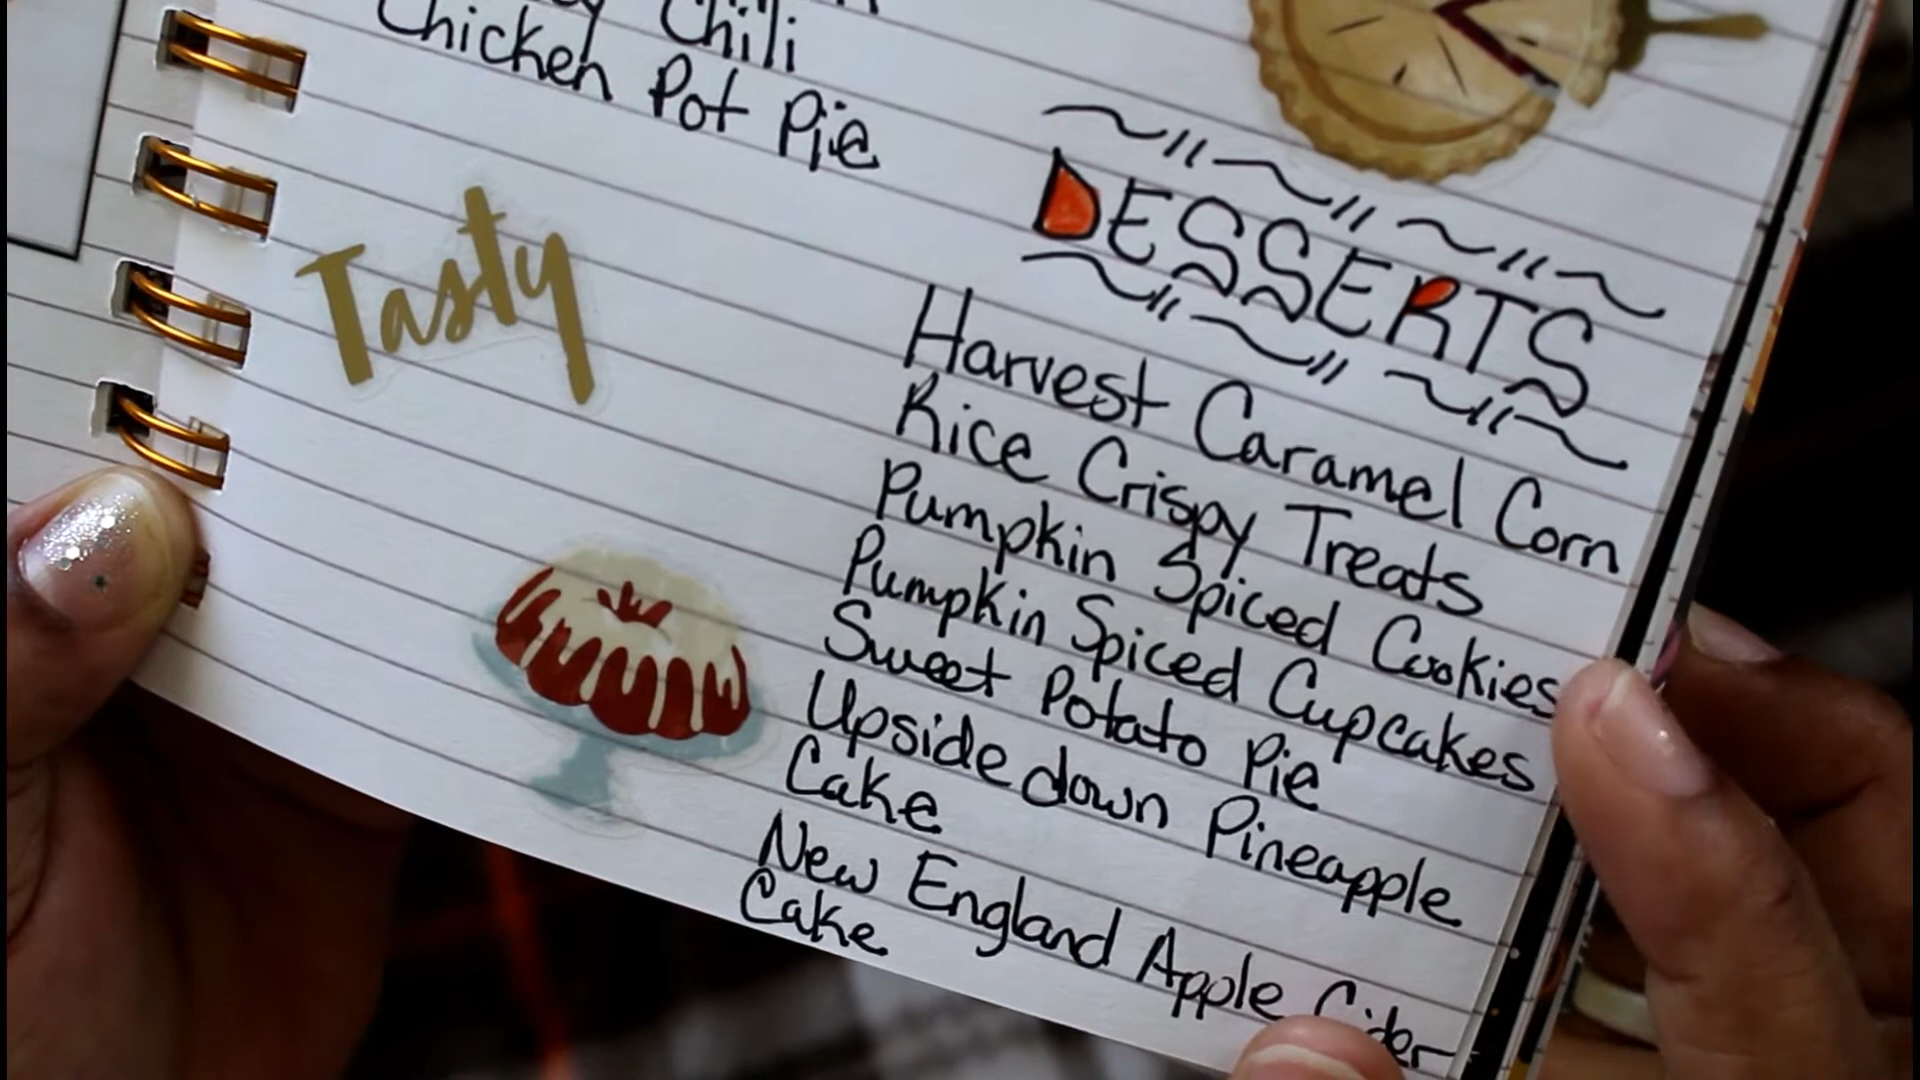 Chili
Chicken Pot Pie
Tasty
DESSERTS
Harvest Caramel Corn
Rice Crispy Treats
Pumpkin Spiced Cookies
Pumpkin Spiced Cupcakes
Sweet Potato Pie
Upside down Pineapple
Cake
New England Apple Cider
Cake